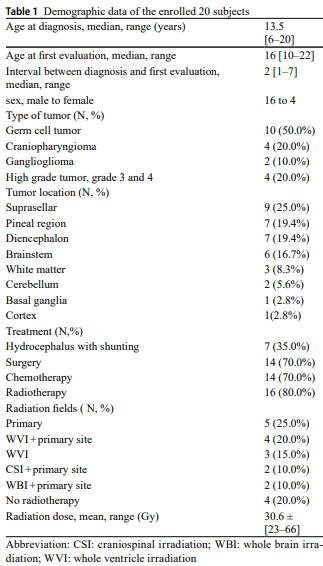 Table 1 Demographic data of the enrolled 20 subjects
Age at diagnosis, median, range (years) 13.5
[6–20]
Age at first evaluation, median, range 16 [10–22]
Interval between diagnosis and first evaluation, 2 [1–7]
median, range
sex, male to female 16 to 4
Type of tumor (N, %)
Germ cell tumor 10 (50.0%)
Craniopharyngioma 4 (20.0%)
Ganglioglioma 2 (10.0%)
High grade tumor, grade 3 and 4 4 (20.0%)
Tumor location (N, %)
Suprasellar 9 (25.0%)
Pineal region 7 (19.4%)
Diencephalon 7 (19.4%)
Brainstem 6 (16.7%)
White matter 3 (8.3%)
Cerebellum 2 (5.6%)
Basal ganglia 1 (2.8%)
Cortex 1(2.8%)
Treatment (N,%)
Hydrocephalus with shunting 7 (35.0%)
Surgery 14 (70.0%)
Chemotherapy 14 (70.0%)
Radiotherapy 16 (80.0%)
Radiation fields ( N, %)
Primary 5 (25.0%)
WVI+primary site 4 (20.0%)
WVI 3 (15.0%)
CSI+primary site 2 (10.0%)
WBI+primary site 2 (10.0%)
No radiotherapy 4 (20.0%)
Radiation dose, mean, range (Gy) 30.6 ±
[23–66]
Abbreviation: CSI: craniospinal irradiation; WBI: whole brain irra-
diation; WVI: whole ventricle irradiation